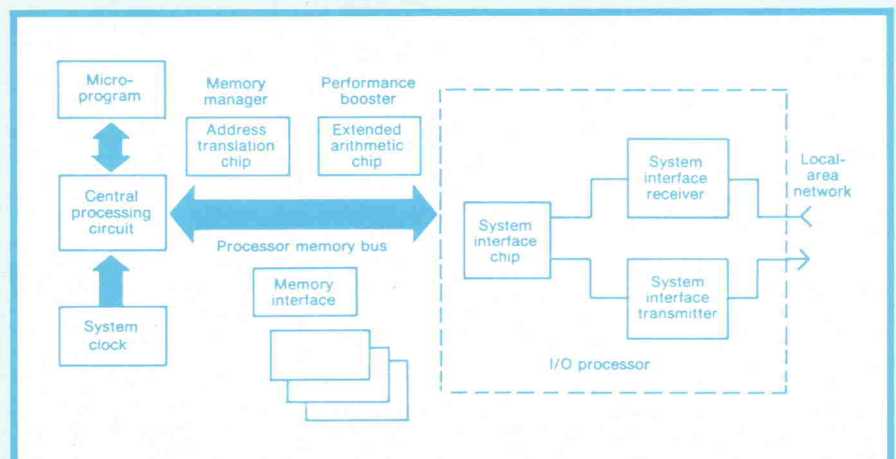 Micro-
program
Memory
manager
Performance
booster
Address
translation
chip
Extended
arithmetic
chip
Central
processing
circuit
Processor memory bus
System
clock
Memory
interface
System
interface
chip
System
interface
receiver
System
interface
transmitter
Local-
area
network
I/O processor